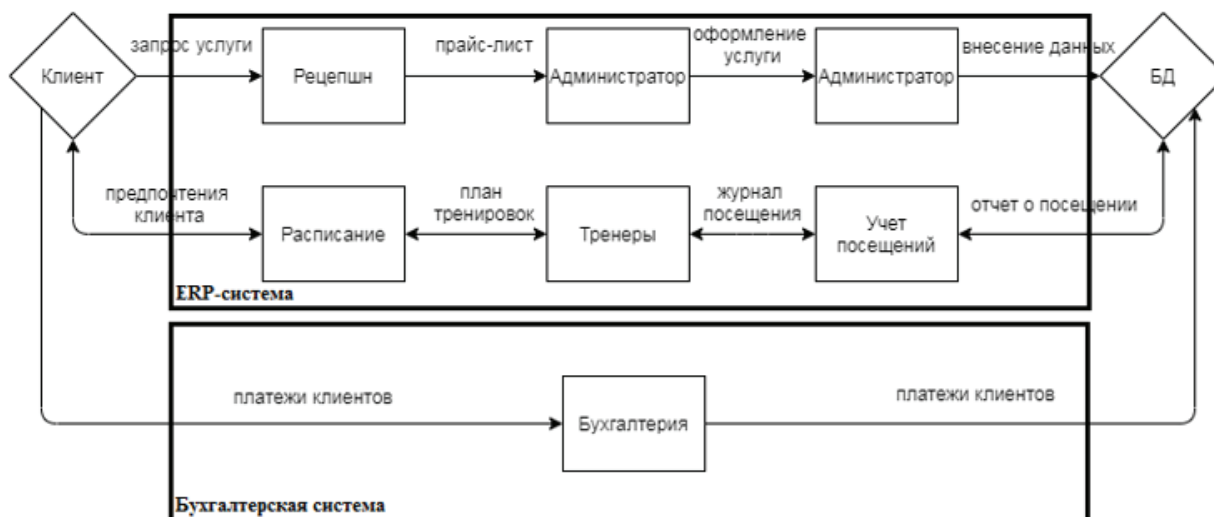 запрос услуги
прайс-лист
оформление
услуги
внесение данных
Клиент
Рецепшн
Администратор
Администратор
БД
предпочтения
клиента
план
тренировок
журнал
посещения
отчет о посещении
Расписание
Тренеры
Учет
посещений
ERP-система
платежи клиентов
Бухгалтерия
платежи клиентов
Бухгалтерская система